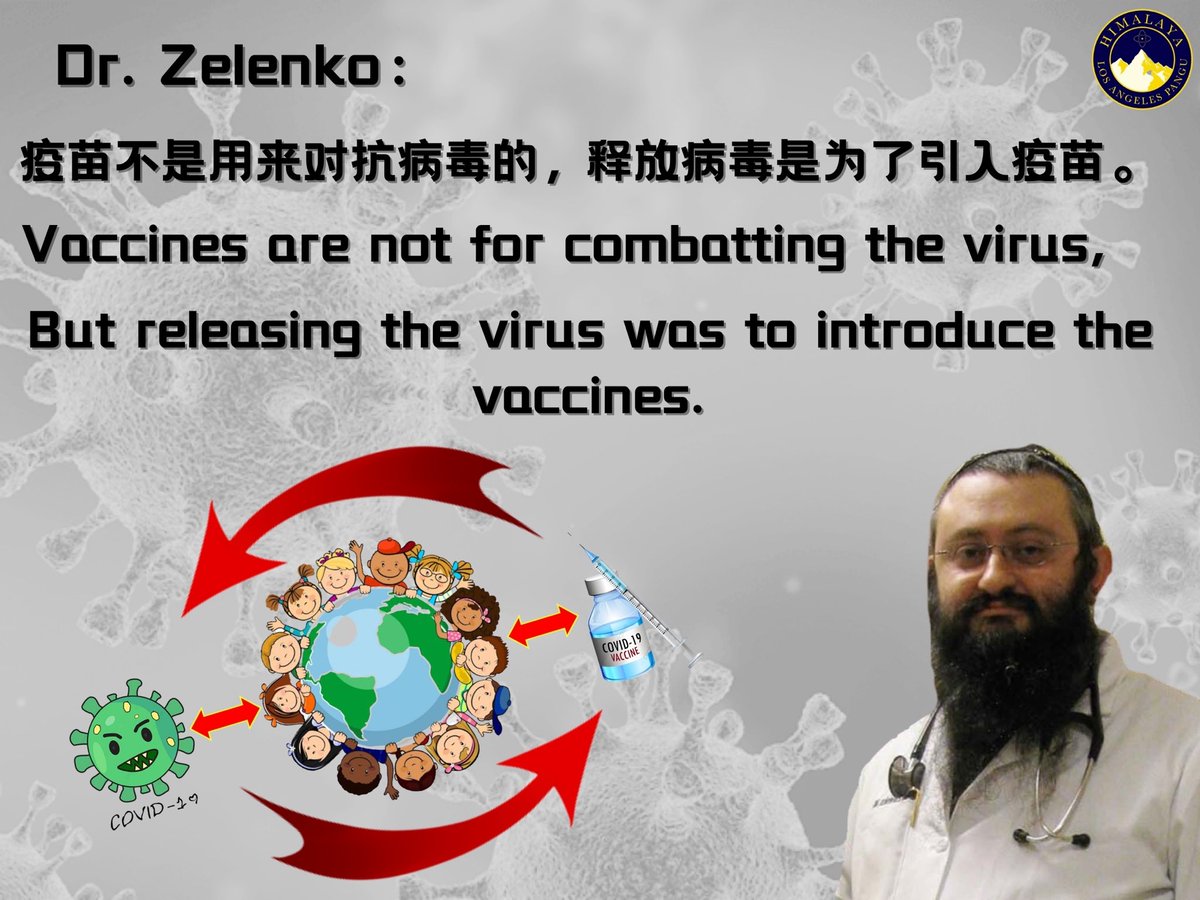 Dr. Zelenko:
HIMALAYA
LOS ANGELES PANGU
疫苗不是用来对抗病毒的，释放病毒是为了引入疫苗。
Vaccines are not for combatting the virus,
But releasing the virus was to introduce the
vaccines.
COVID-19
VACCINE
COVID-19